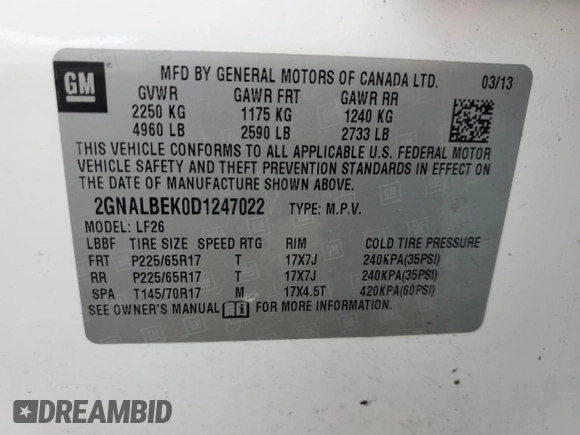 GM
MFD BY GENERAL MOTORS OF CANADA LTD. 03/13
GVWR GAWR FRT GAWR RR
2250 KG 1175 KG 1240 KG
4960 LB 2590 LB 2733 LB
THIS VEHICLE CONFORMS TO ALL APPLICABLE U.S. FEDERAL MOTOR
VEHICLE SAFETY AND THEFT PREVENTION STANDARDS IN EFFECT ON
THE DATE OF MANUFACTURE SHOWN ABOVE.
2GNALBEK0D1247022 TYPE: M.P.V.
MODEL: LF26
LBBF TIRE SIZE SPEED RTG RIM COLD TIRE PRESSURE
FRT P225/65R17 T 17X7J 240KPA(35PSI)
RR P225/65R17 T 17X7J 240KPA(35PSI)
SPA T145/70R17 M 17X4.5T 420KPA(60PSI)
SEE OWNER'S MANUAL FOR MORE INFORMATION.
DREAMBID